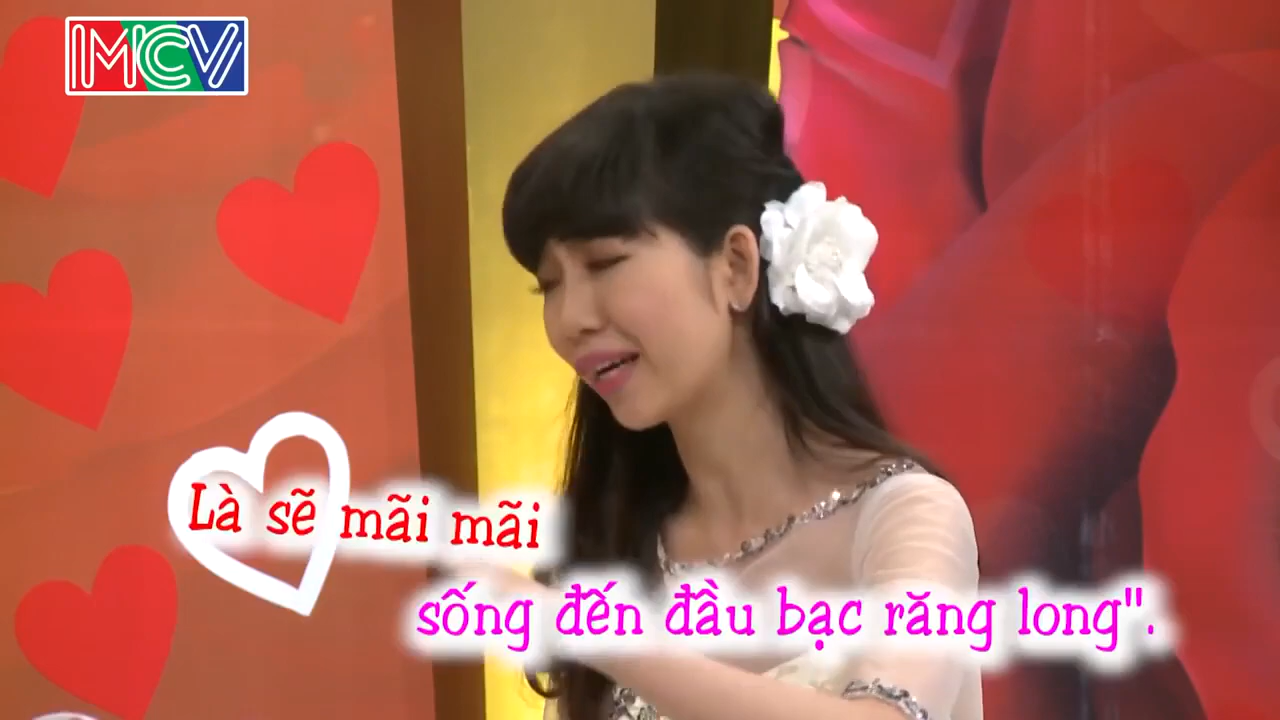 MCV
Là sẽ mãi mãi
sống đến đầu bạc răng long".